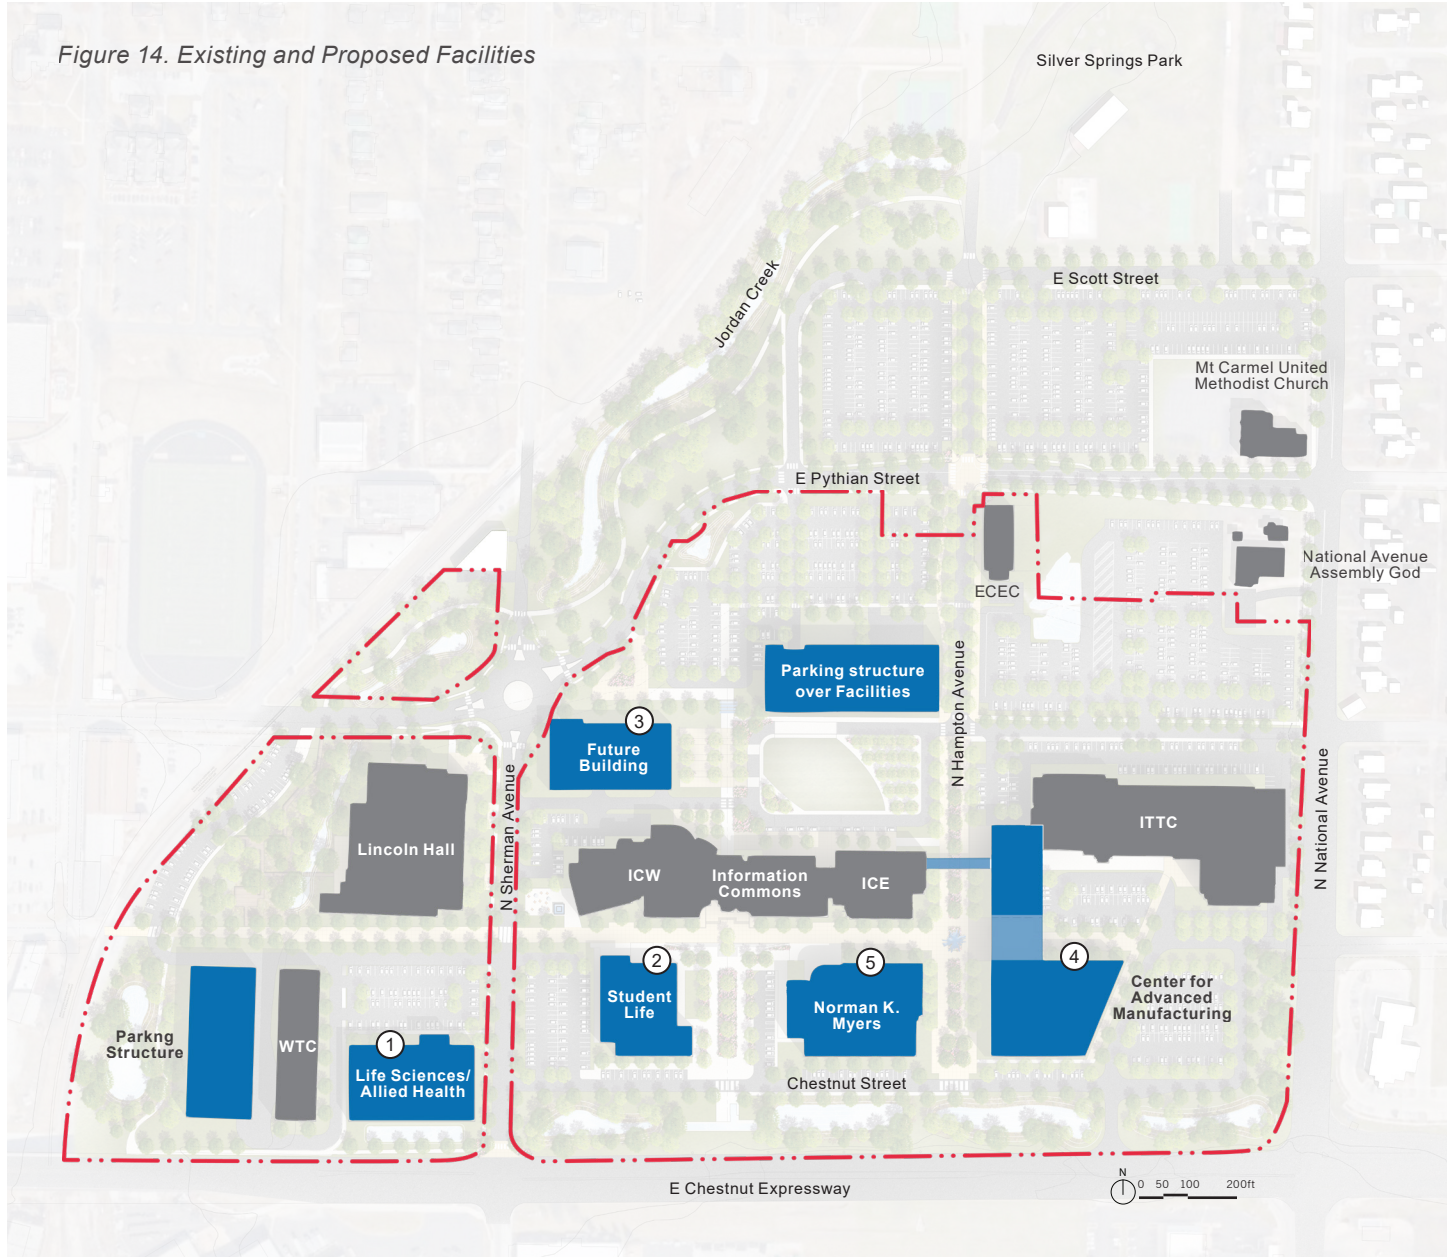 Figure 14. Existing and Proposed Facilities
Silver Springs Park
E Scott Street
Jordan Creek
Mt Carmel United
Methodist Church
E Pythian Street
National Avenue
Assembly God
ECEC
Parking structure
over Facilities
N Hampton Avenue
3
Future
Building
N Sherman Avenue
Lincoln Hall
ITTC
N National Avenue
ICW
Information
Commons
ICE
2
Student
Life
5
Norman K.
Myers
4
Center for
Advanced
Manufacturing
Parkng
Structure
WTC
1
Life Sciences/
Allied Health
Chestnut Street
E Chestnut Expressway
N
0 50 100 200ft